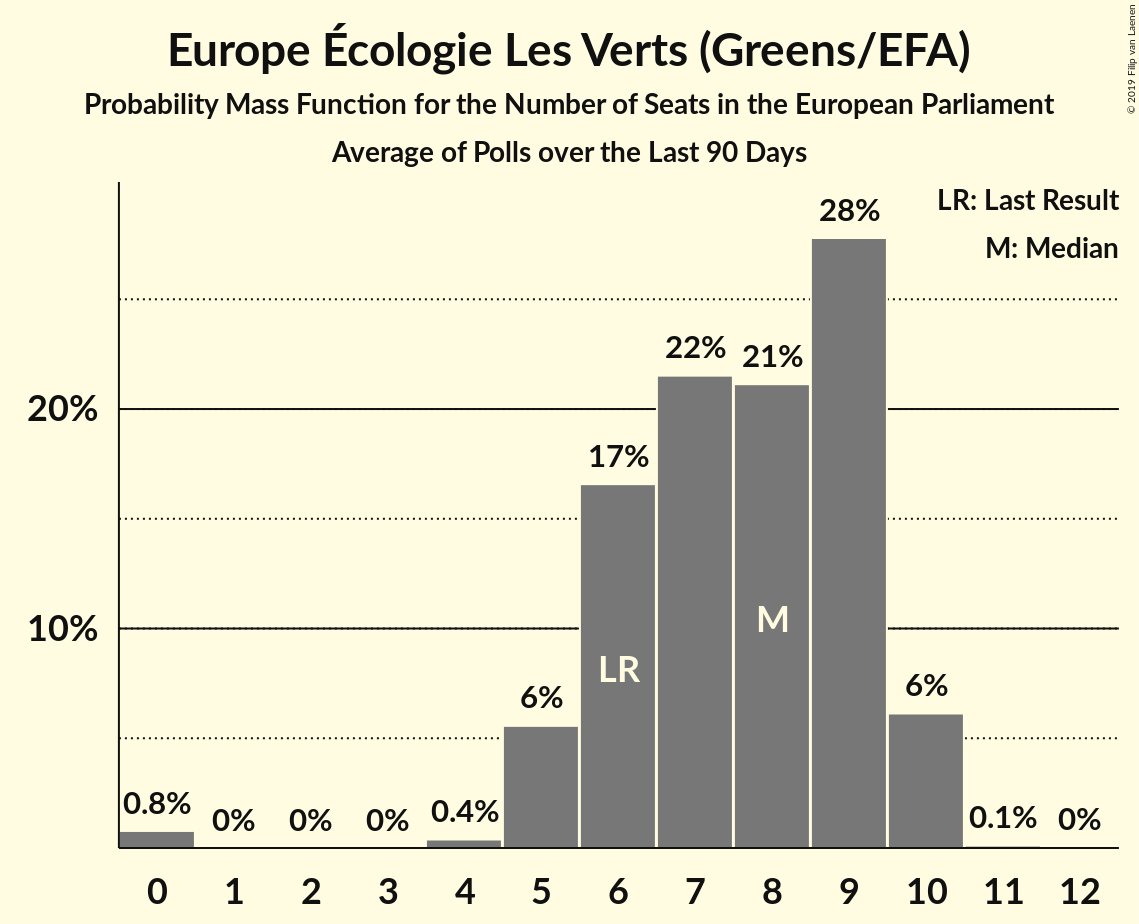 Europe Écologie Les Verts (Greens/EFA)
Probability Mass Function for the Number of Seats in the European Parliament
Average of Polls over the Last 90 Days
© 2019 Filip van Laenen
LR: Last Result
M: Median
28%
22%
21%
20%
17%
10%
M
LR
6%
6%
0.8%
0%
0%
0%
0.4%
0.1%
0%
0 1 2 3 4 5 6 7 8 9 10 11 12